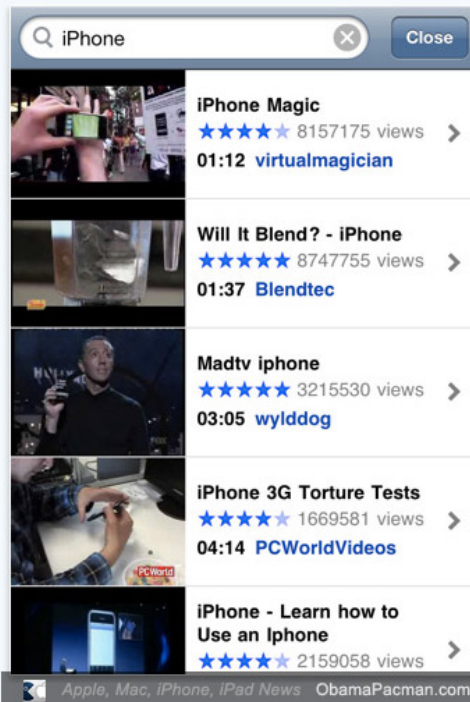 iPhone
Close
iPhone Magic
8157175 views
01:12 virtualmagician
Will It Blend? - iPhone
8747755 views
01:37 Blendtec
Madtv iphone
3215530 views
03:05 wylddog
iPhone 3G Torture Tests
1669581 views
04:14 PCWorldVideos
PCWorld
iPhone - Learn how to
Use an Iphone
2159058 views
Apple, Mac, iPhone, iPad News ObamaPacman.com